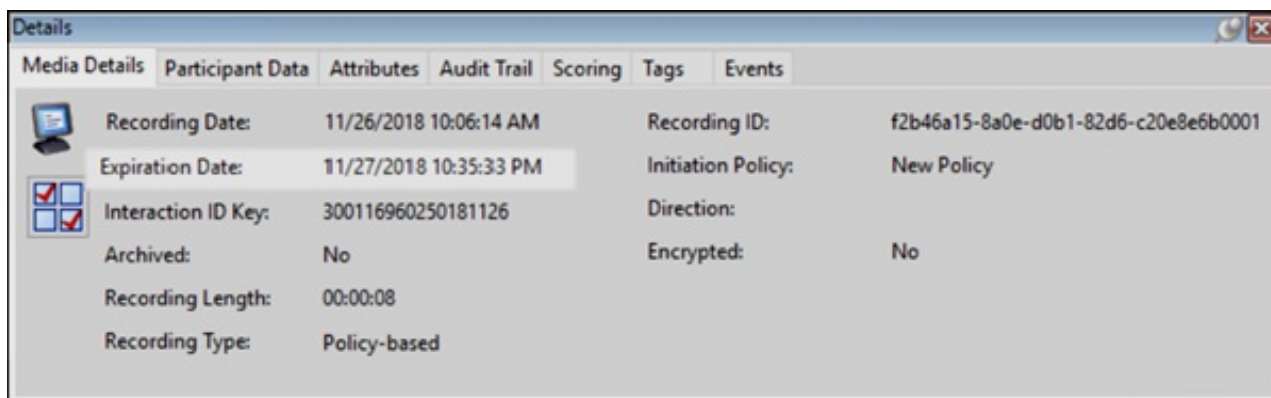 Details
Media Details Participant Data Attributes Audit Trail Scoring Tags Events
Recording Date: 11/26/2018 10:06:14 AM Recording ID: f2b46a15-8a0e-d0b1-82d6-c20e8e6b0001
Expiration Date: 11/27/2018 10:35:33 PM Initiation Policy: New Policy
Interaction ID Key: 300116960250181126 Direction:
Archived: No Encrypted: No
Recording Length: 00:00:08
Recording Type: Policy-based